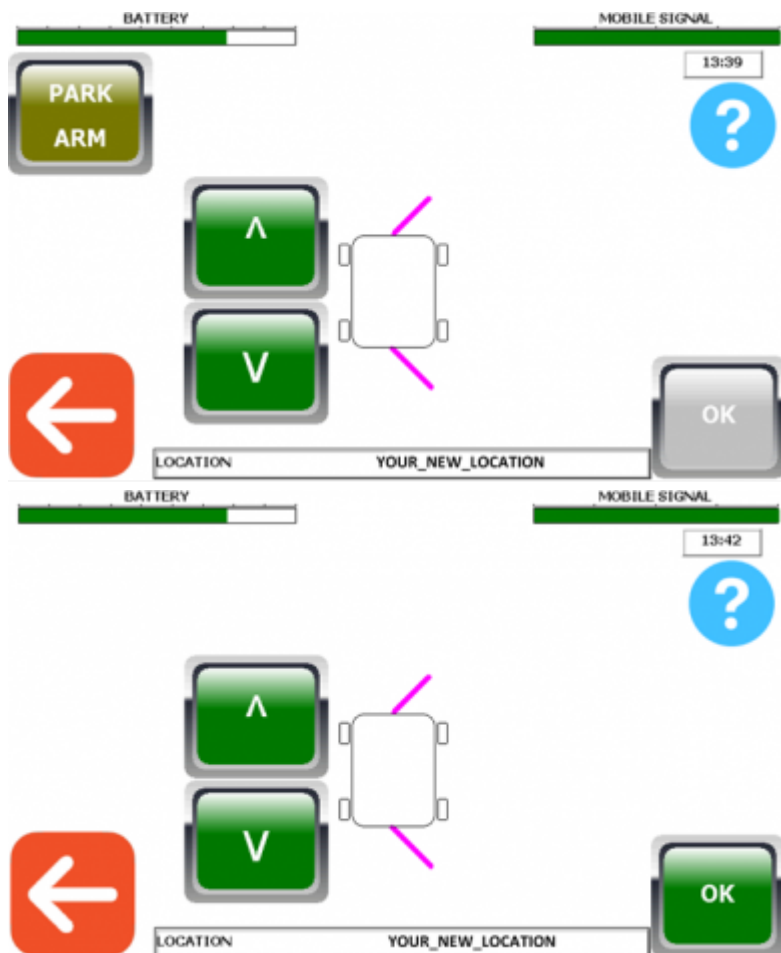 BATTERY MOBILE SIGNAL
13:39
PARK
ARM
?
^
V
OK
LOCATION YOUR_NEW_LOCATION
BATTERY MOBILE SIGNAL
13:42
?
^
V
OK
LOCATION YOUR_NEW_LOCATION